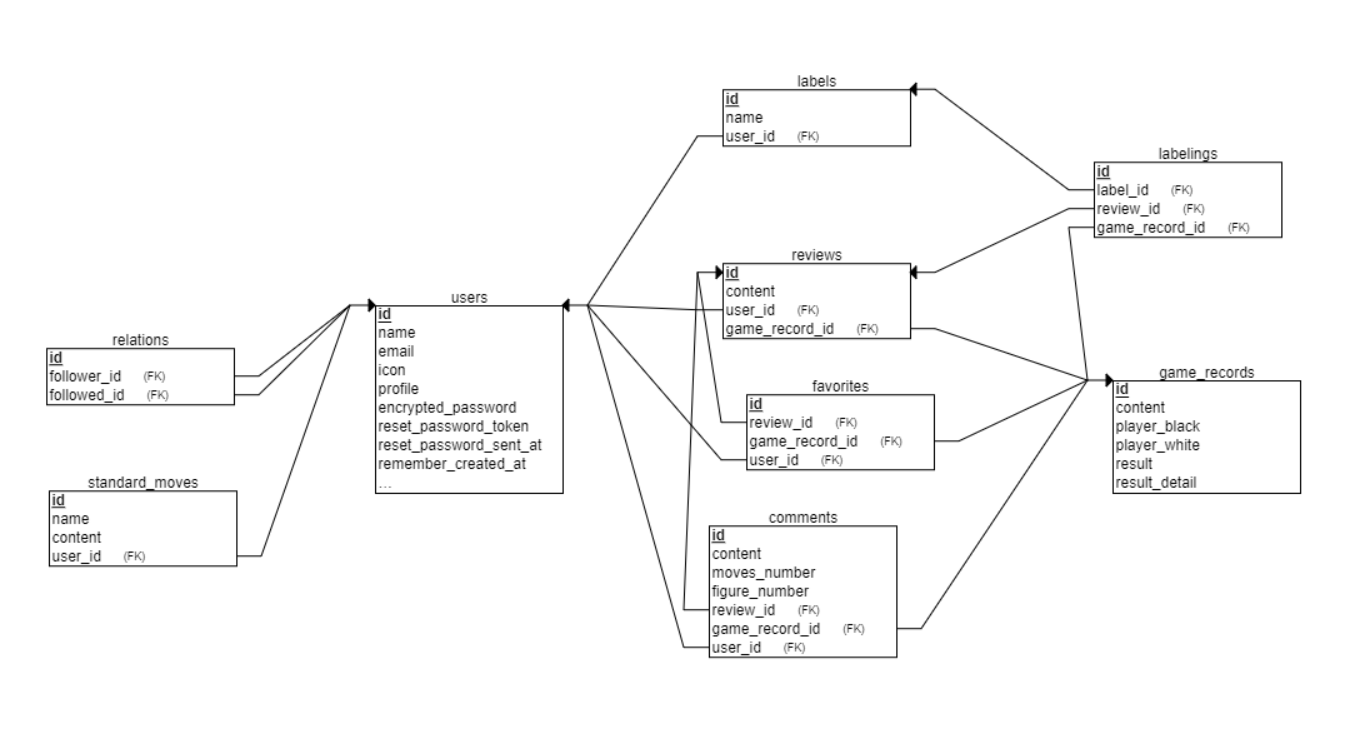 labels
id
name
user_id (FK)
labelings
id
label_id (FK)
review_id (FK)
game_record_id (FK)
reviews
id
content
user_id (FK)
game_record_id (FK)
users
id
name
email
icon
profile
encrypted_password
reset_password_token
reset_password_sent_at
remember_created_at
...
relations
id
follower_id (FK)
followed_id (FK)
favorites
id
review_id (FK)
game_record_id (FK)
user_id (FK)
game_records
id
content
player_black
player_white
result
result_detail
standard_moves
id
name
content
user_id (FK)
comments
id
content
moves_number
figure_number
review_id (FK)
game_record_id (FK)
user_id (FK)